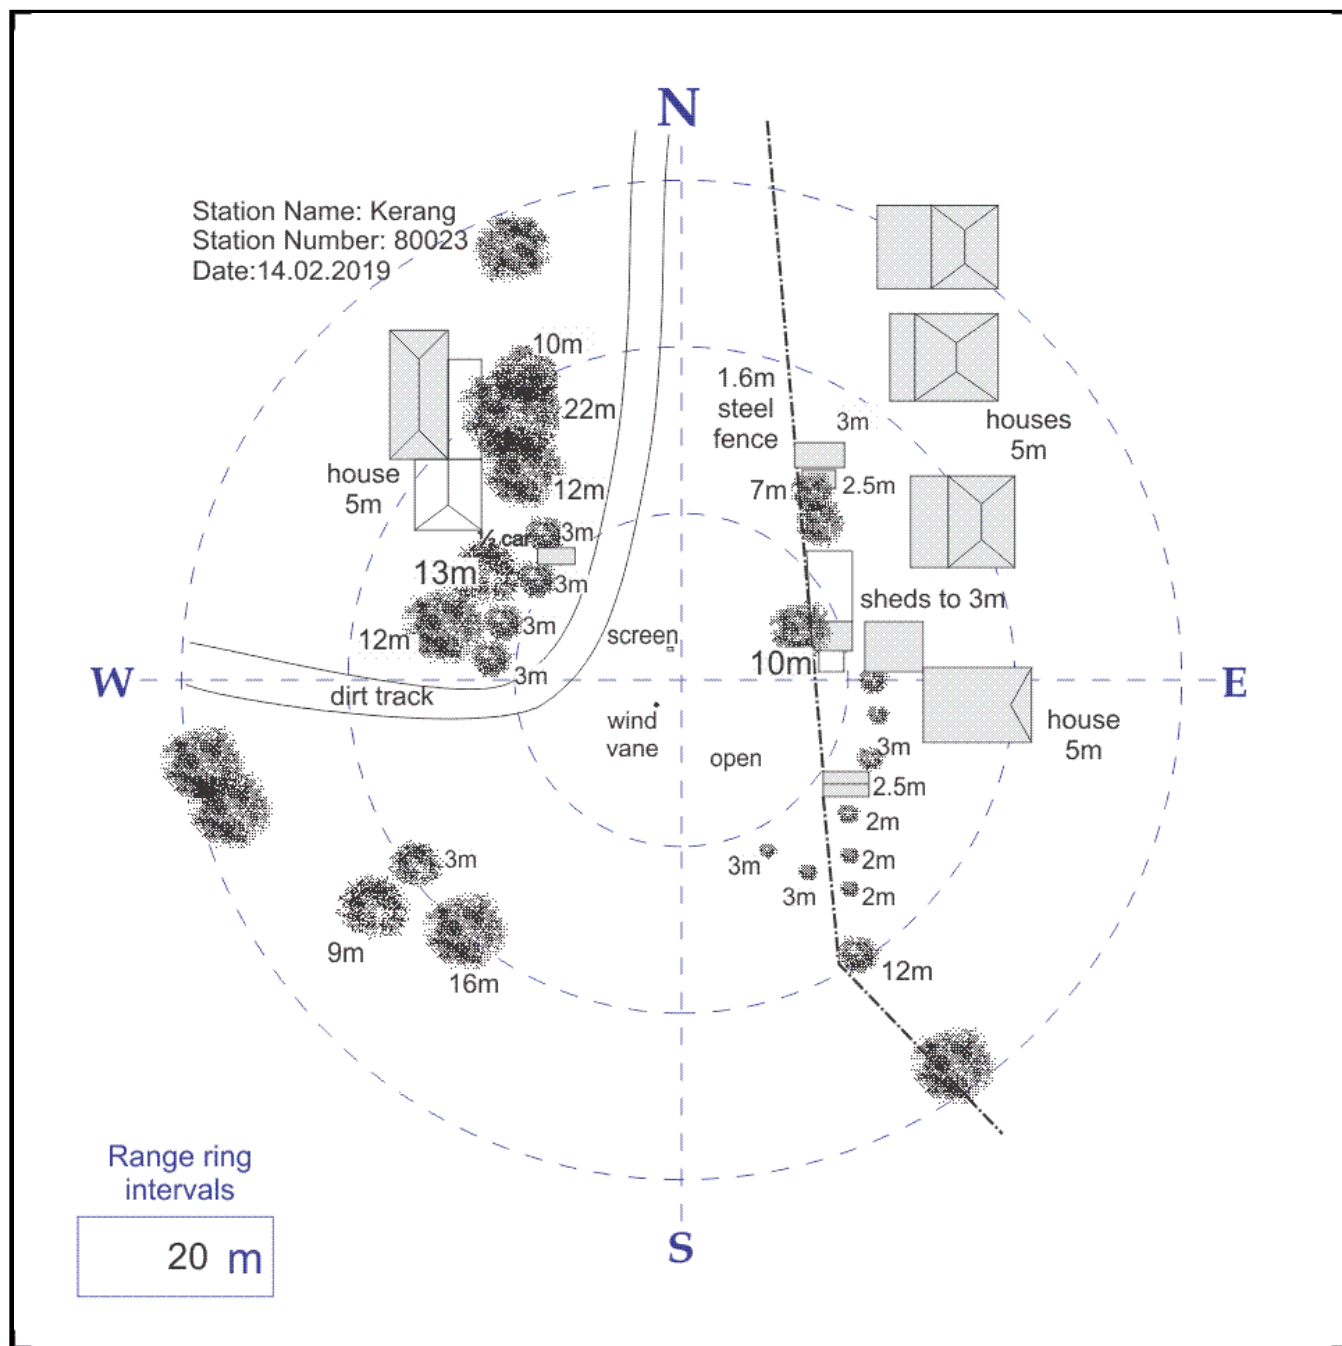 N
Station Name: Kerang
Station Number: 80023
Date:14.02.2019
10m
22m
12m
house
5m
½ car
3m
13m
3m
3m
12m
3m
1.6m
steel
fence
3m
7m
2.5m
houses
5m
sheds to 3m
screen
10m
W
dirt track
E
wind
vane
open
house
5m
3m
2.5m
2m
3m
3m
2m
2m
3m
9m
16m
12m
Range ring
intervals
20 m
S